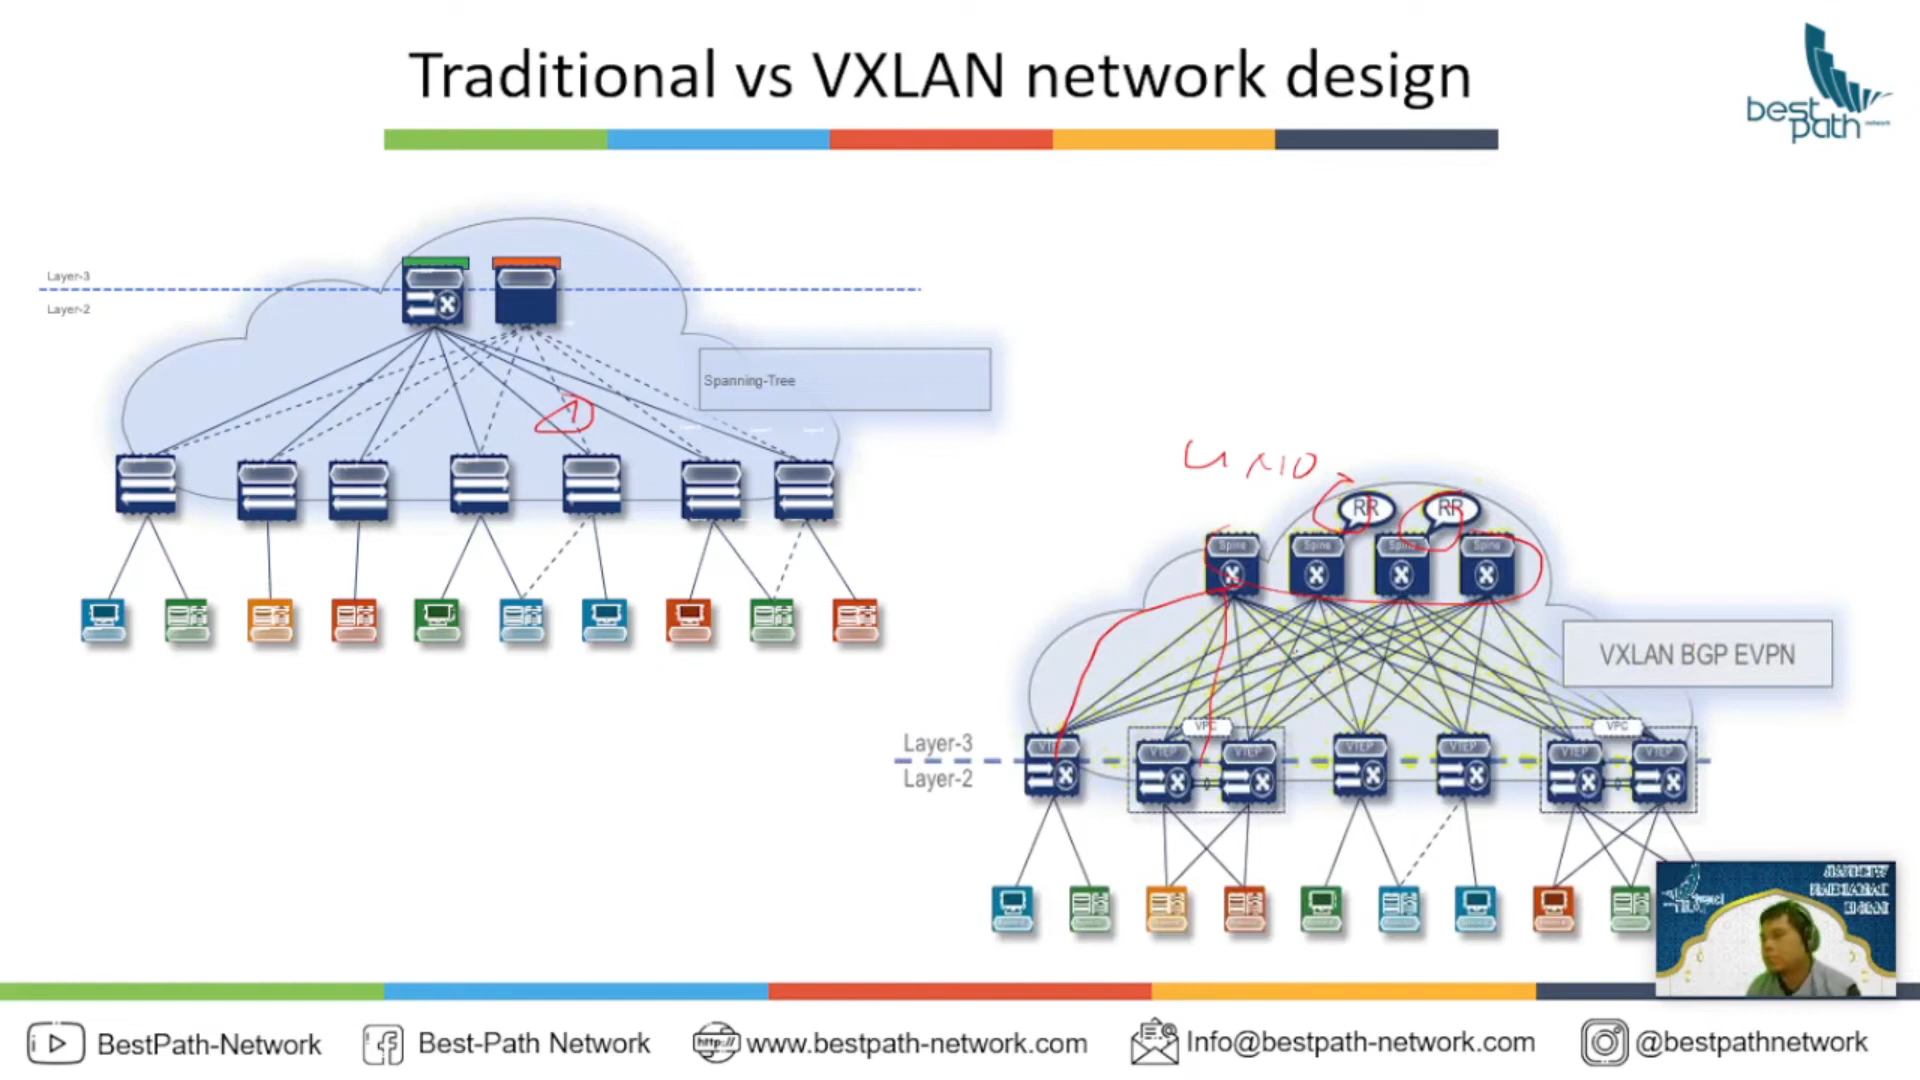 Traditional vs VXLAN network design
best
path
network
Layer-3
Layer-2
Spanning-Tree
RR
RR
Spine
Spine
Spine
Spine
VXLAN BGP EVPN
VPC
VPC
Layer-3
Layer-2
VTEP
VTEP
VTEP
VTEP
VTEP
VTEP
VTEP
BestPath-Network
Best-Path Network
http://
www.bestpath-network.com
Info@bestpath-network.com
@bestpathnetwork